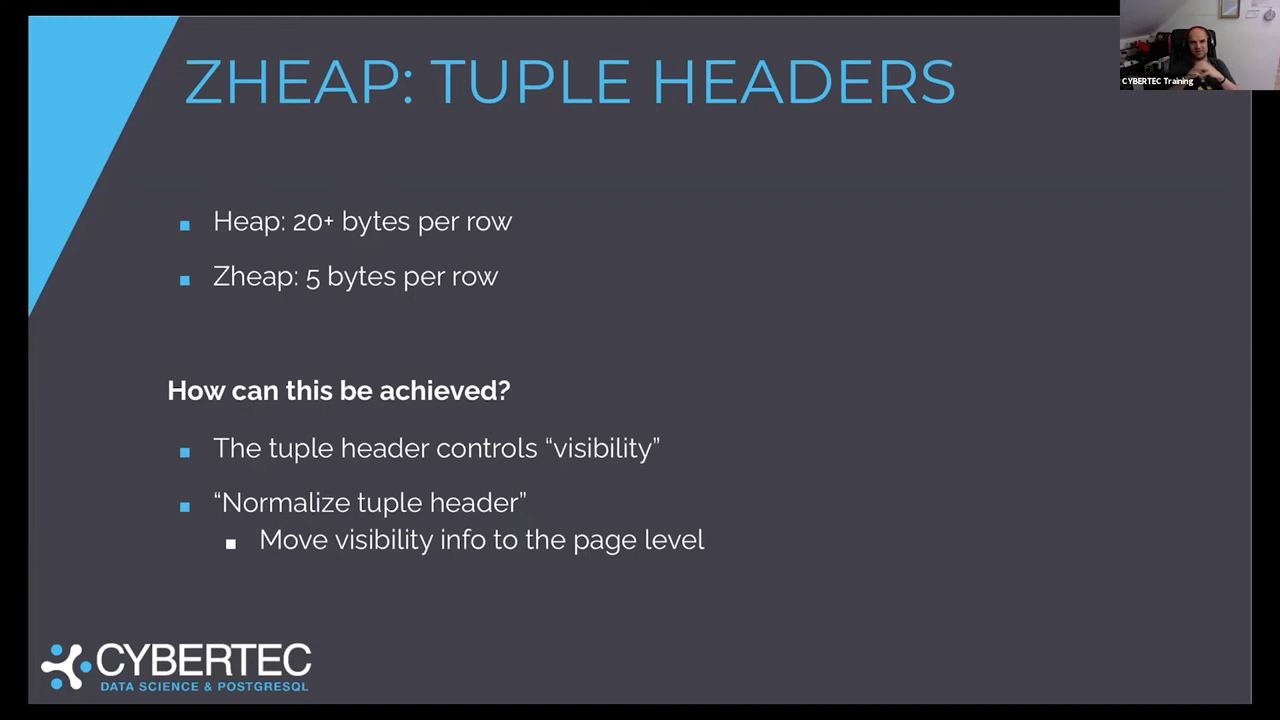 ZHEAP: TUPLE HEADERS
CYBERTEC Training
Heap: 20+ bytes per row
Zheap: 5 bytes per row
How can this be achieved?
The tuple header controls “visibility”
“Normalize tuple header”
Move visibility info to the page level
CYBERTEC
DATA SCIENCE & POSTGRESQL